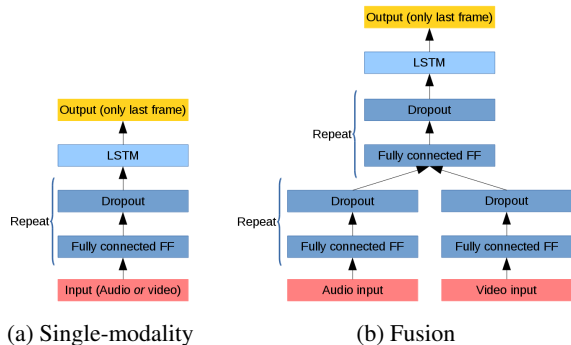 Output (only last frame)
LSTM
Repeat
Dropout
Fully connected FF
Input (Audio or video)
(a) Single-modality
Output (only last frame)
LSTM
Repeat
Dropout
Fully connected FF
Repeat
Dropout
Dropout
Fully connected FF
Fully connected FF
Audio input
Video input
(b) Fusion